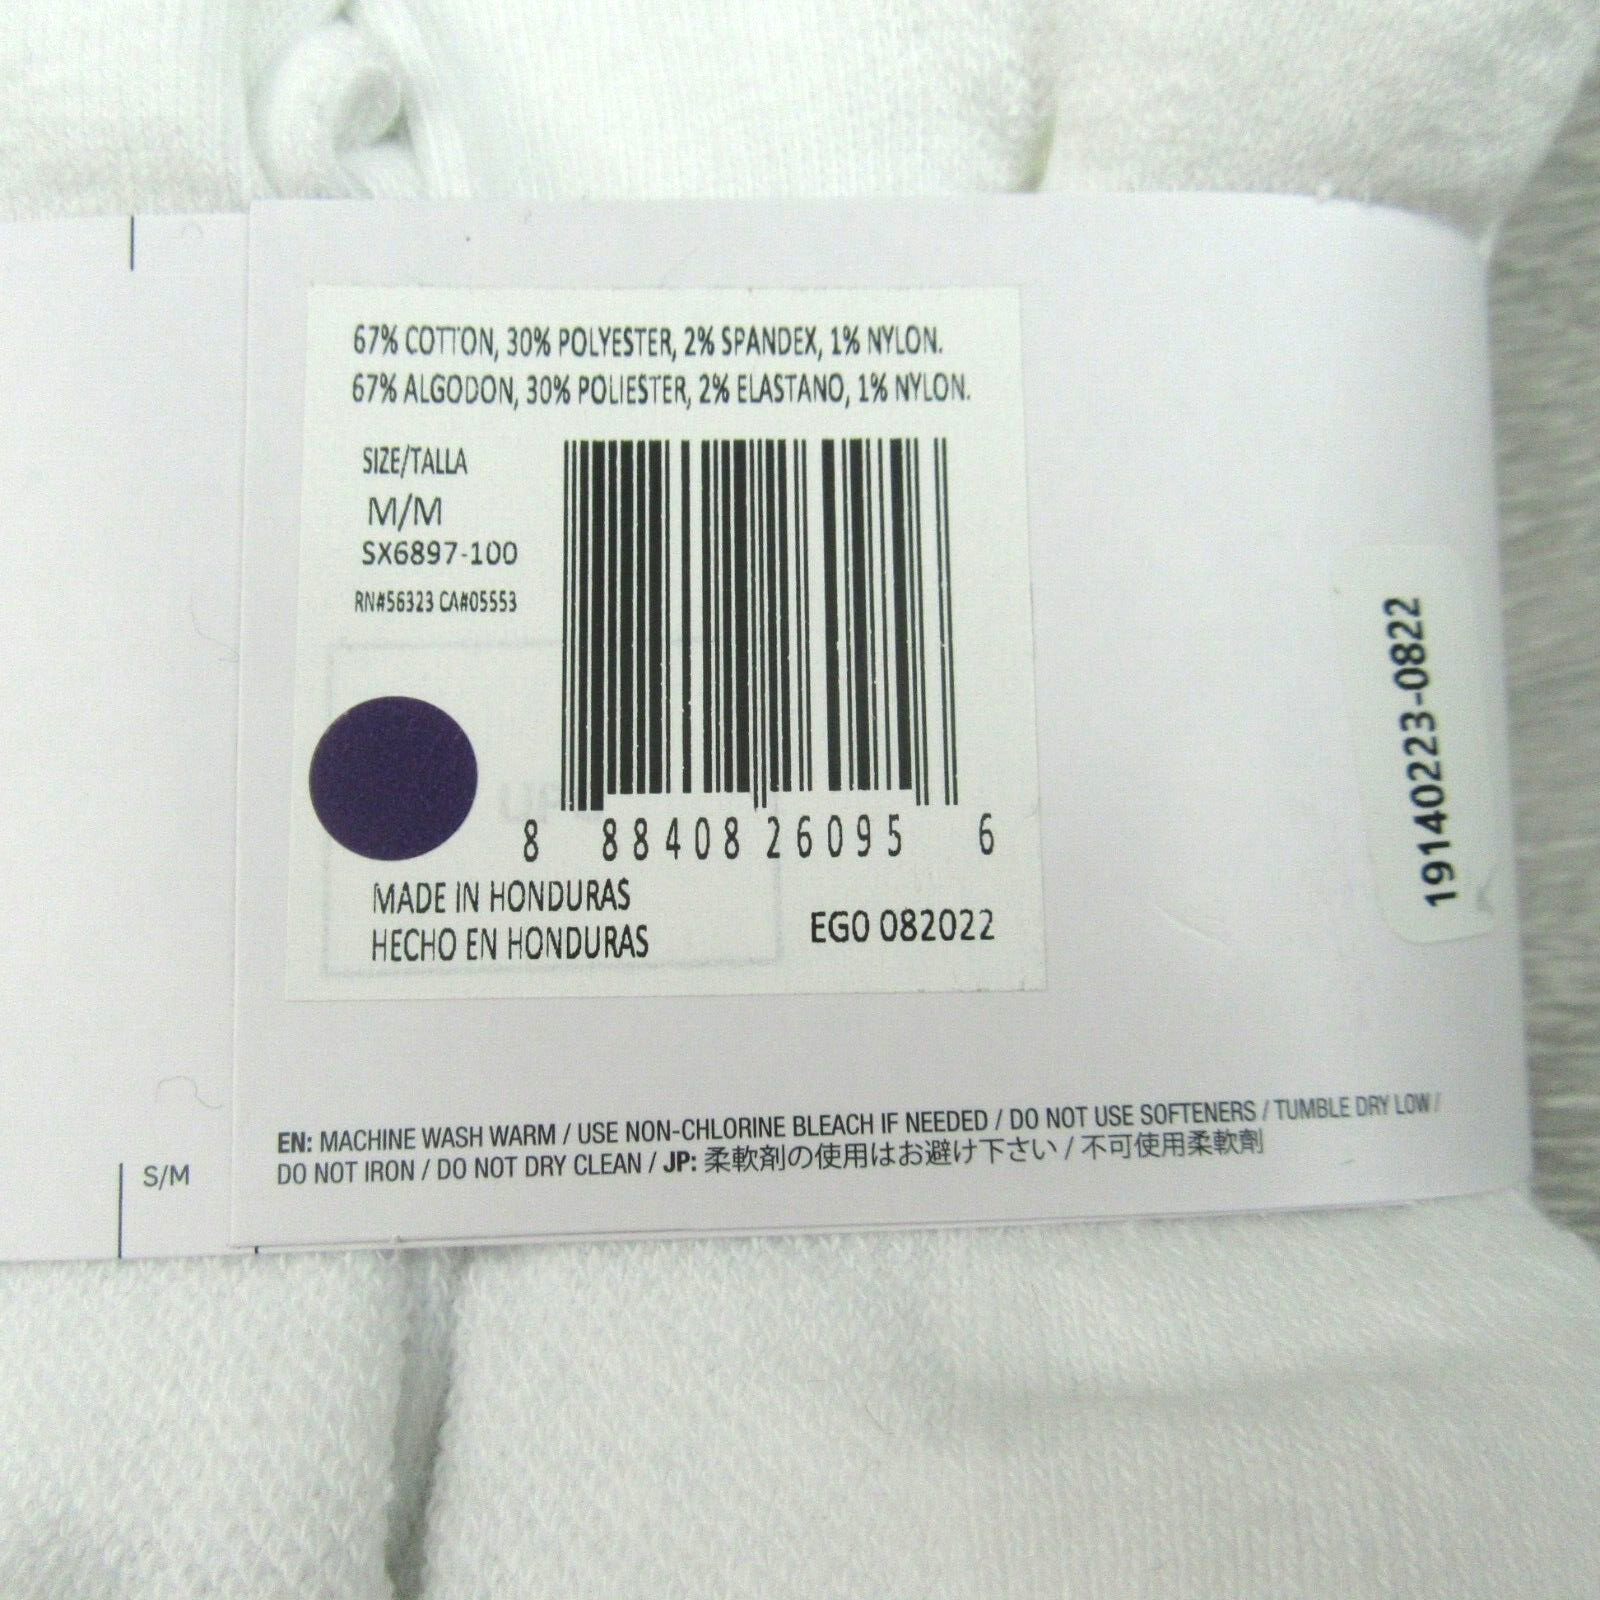 67% COTTON, 30% POLYESTER, 2% SPANDEX, 1% NYLON.
67% ALGODON, 30% POLIESTER, 2% ELASTANO, 1% NYLON.
SIZE/TALLA
M/M
SX6897-100
RN#56323 CA#05553
8 88408 26095 6
MADE IN HONDURAS
HECHO EN HONDURAS
EGO 082022
19140223-0822
S/M
EN: MACHINE WASH WARM / USE NON-CHLORINE BLEACH IF NEEDED / DO NOT USE SOFTENERS / TUMBLE DRY LOW /
DO NOT IRON / DO NOT DRY CLEAN / JP: 柔軟剤の使用はお避け下さい / 不可使用柔軟劑